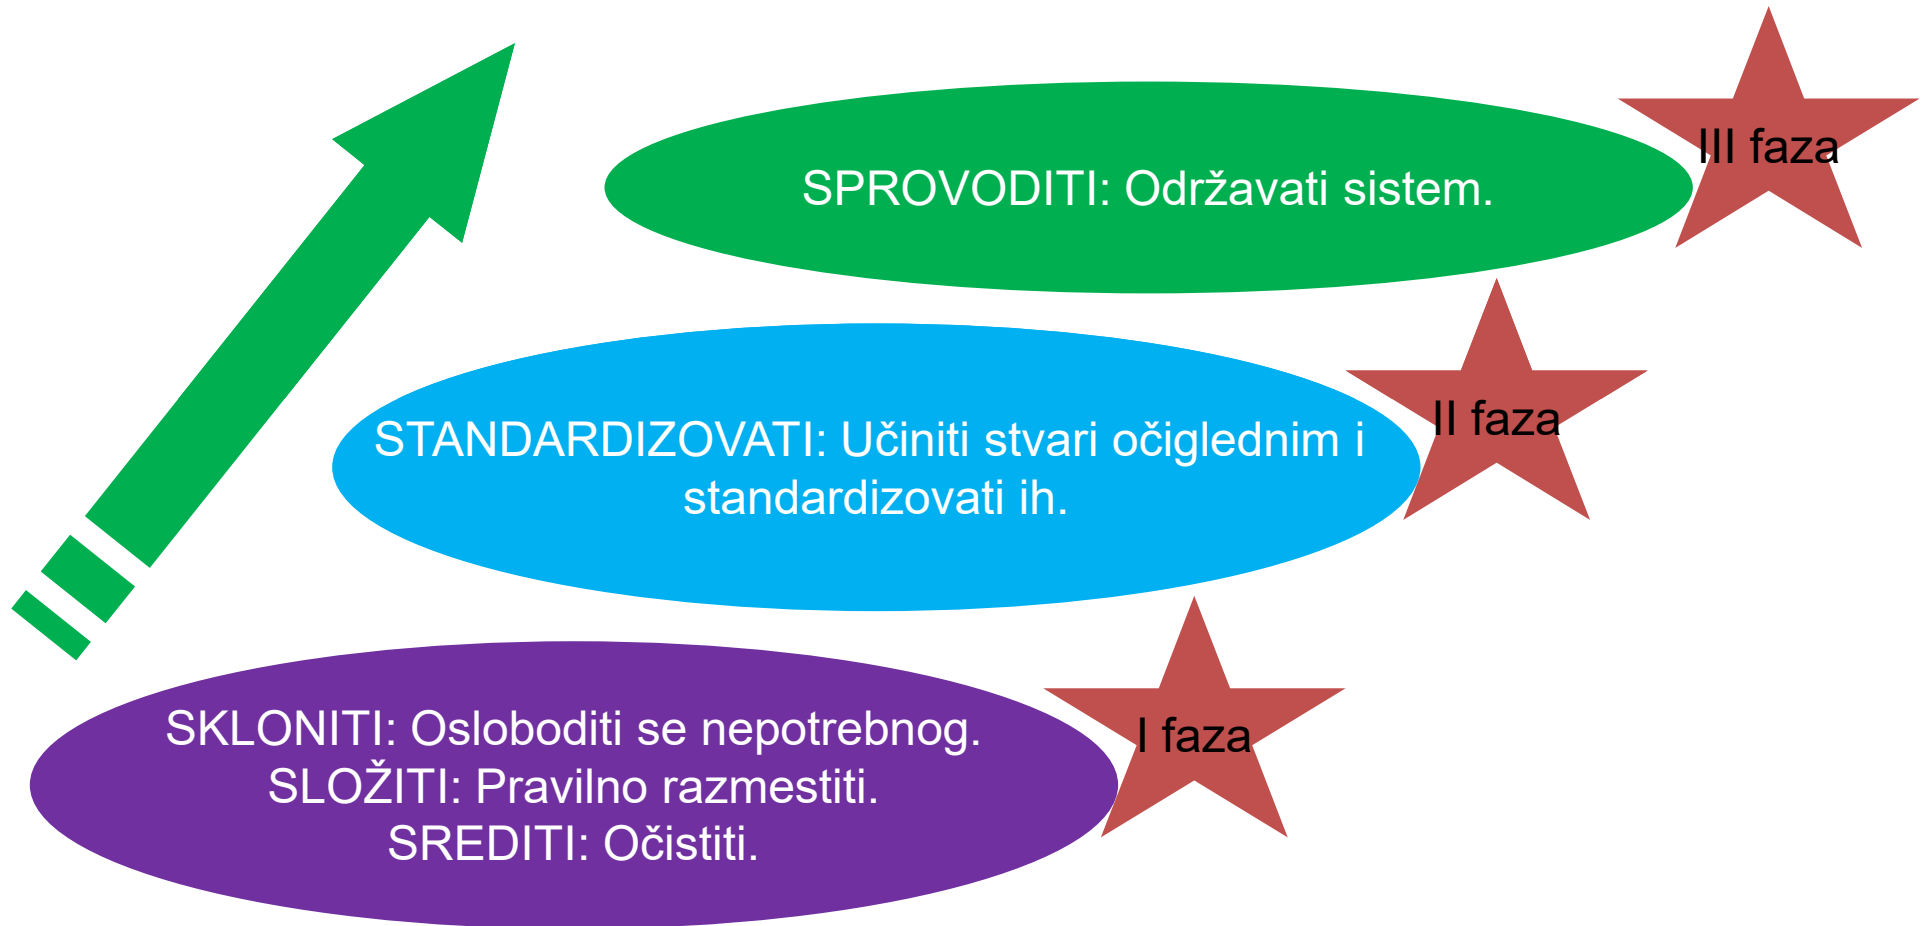 III faza
SPROVODITI: Održavati sistem.
II faza
STANDARDIZOVATI: Učiniti stvari očiglednim i
standardizovati ih.
I faza
SKLONITI: Osloboditi se nepotrebnog.
SLOŽITI: Pravilno razmestiti.
SREDITI: Očistiti.